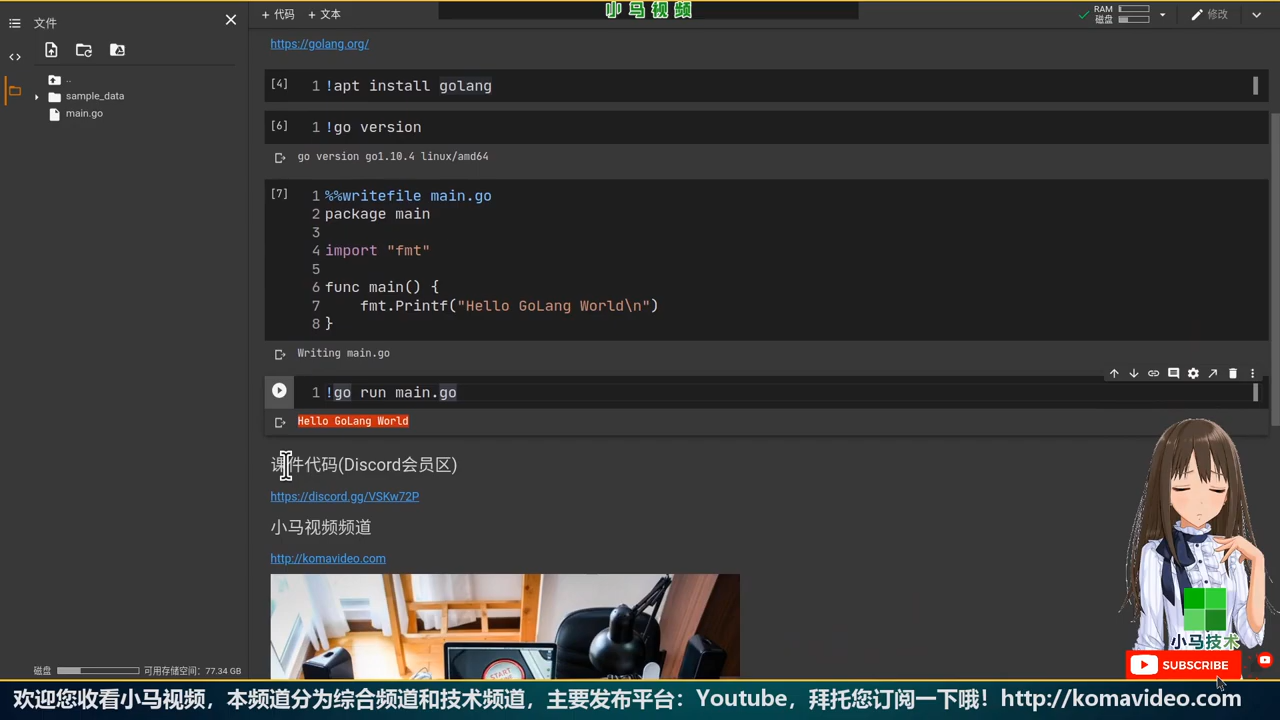 小马视频
文件
+ 代码 + 文本
RAM
磁盘
修改
https://golang.org/
..
sample_data
main.go
[4]
1 !apt install golang
[6]
1 !go version
go version go1.10.4 linux/amd64
[7]
1 %%writefile main.go
2 package main
3
4 import "fmt"
5
6 func main() {
7 fmt.Printf("Hello GoLang World\n")
8 }
Writing main.go
1 !go run main.go
Hello GoLang World
课件代码(Discord会员区)
https://discord.gg/VSKw72P
小马视频频道
http://komavideo.com
小马技术
SUBSCRIBE
磁盘 可用存储空间: 77.34 GB
欢迎您收看小马视频，本频道分为综合频道和技术频道，主要发布平台：Youtube，拜托您订阅一下哦！http://komavideo.com